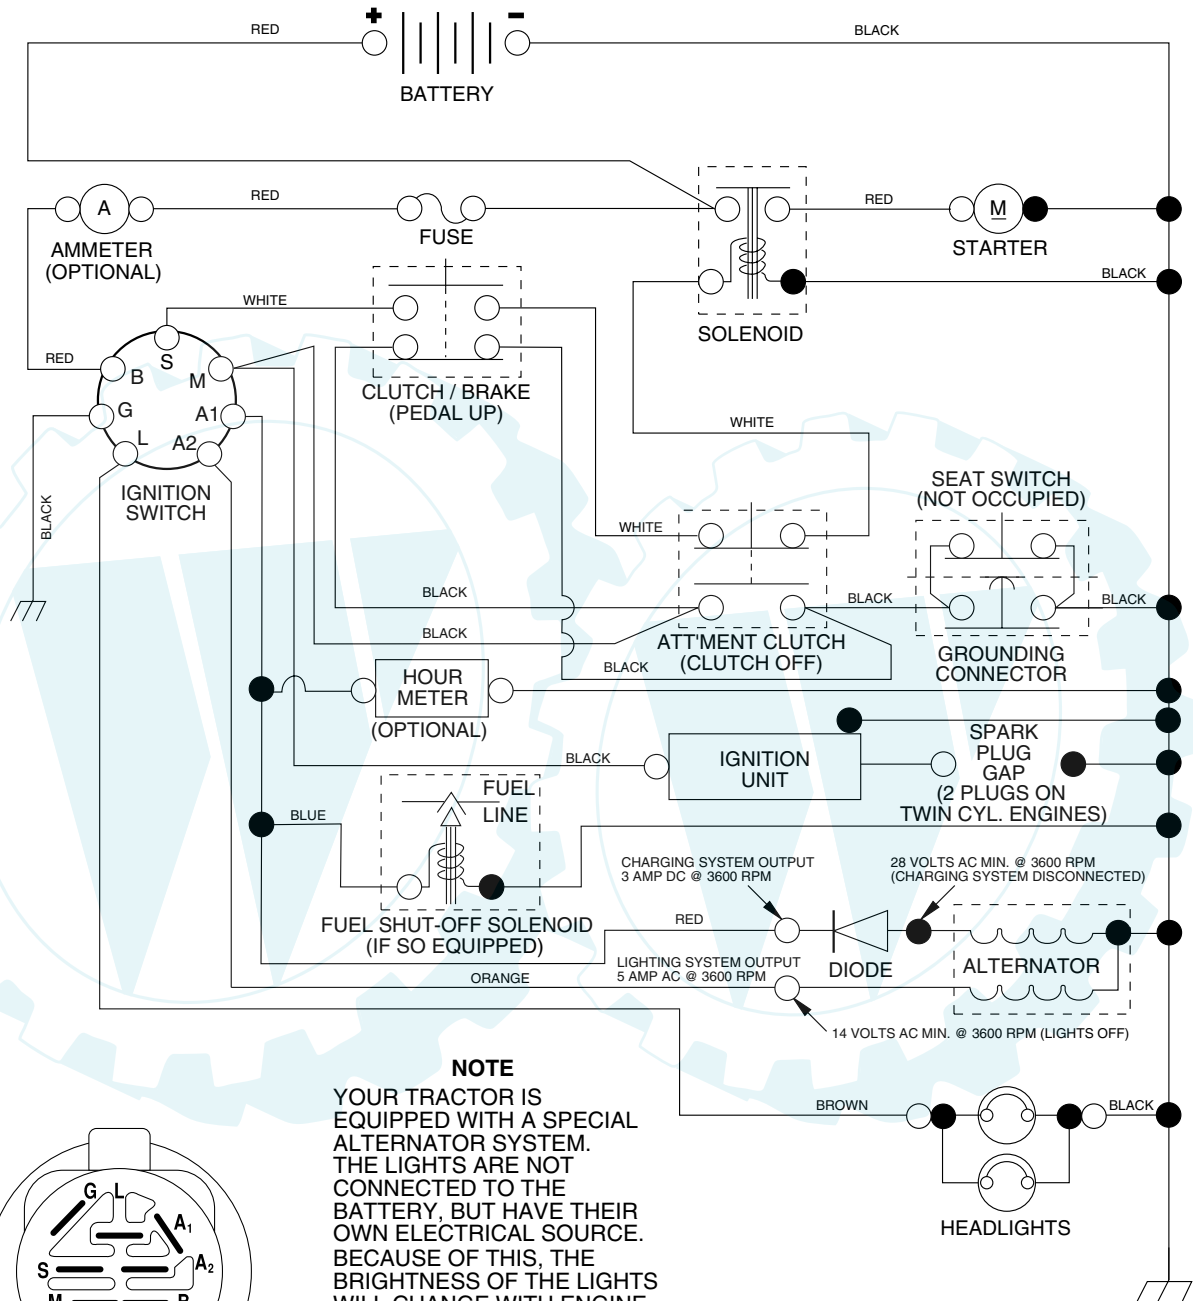 RED
+
−
BLACK
BATTERY
A
RED
RED
M
AMMETER
(OPTIONAL)
FUSE
STARTER
WHITE
BLACK
SOLENOID
RED
S
B
M
G
A1
L
A2
CLUTCH / BRAKE
(PEDAL UP)
WHITE
IGNITION
SWITCH
BLACK
SEAT SWITCH
(NOT OCCUPIED)
WHITE
BLACK
BLACK
BLACK
BLACK
ATT'MENT CLUTCH
(CLUTCH OFF)
BLACK
GROUNDING
CONNECTOR
HOUR
METER
(OPTIONAL)
BLACK
IGNITION
UNIT
SPARK
PLUG
GAP
(2 PLUGS ON
TWIN CYL. ENGINES)
FUEL
LINE
BLUE
CHARGING SYSTEM OUTPUT
3 AMP DC @ 3600 RPM
28 VOLTS AC MIN. @ 3600 RPM
(CHARGING SYSTEM DISCONNECTED)
FUEL SHUT-OFF SOLENOID
(IF SO EQUIPPED)
RED
DIODE
ALTERNATOR
LIGHTING SYSTEM OUTPUT
5 AMP AC @ 3600 RPM
ORANGE
14 VOLTS AC MIN. @ 3600 RPM (LIGHTS OFF)
NOTE
YOUR TRACTOR IS
EQUIPPED WITH A SPECIAL
ALTERNATOR SYSTEM.
THE LIGHTS ARE NOT
CONNECTED TO THE
BATTERY, BUT HAVE THEIR
OWN ELECTRICAL SOURCE.
BECAUSE OF THIS, THE
BRIGHTNESS OF THE LIGHTS
WILL CHANGE WITH ENGINE
BROWN
BLACK
HEADLIGHTS
G
L
A1
A2
S
M
B